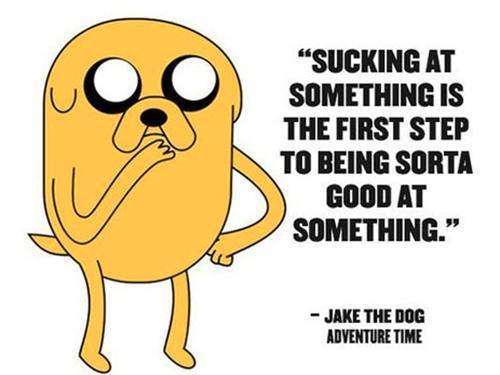 “SUCKING AT
SOMETHING IS
THE FIRST STEP
TO BEING SORTA
GOOD AT
SOMETHING.”
– JAKE THE DOG
ADVENTURE TIME